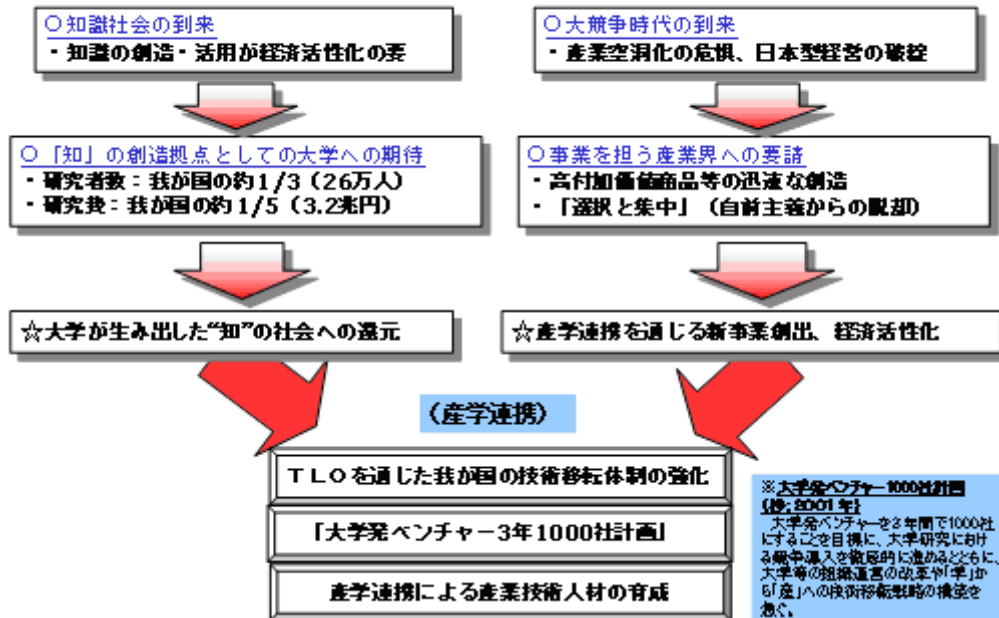 ○知識社会の到来
・知識の創造・活用が経済活性化の要
○「知」の創造拠点としての大学への期待
・研究者数：我が国の約1/3（26万人）
・研究費：我が国の約1/5（3.2兆円）
☆大学が生み出した“知”の社会への還元
○大競争時代の到来
・産業空洞化の危惧、日本型経営の破綻
○事業を担う産業界への要請
・高付加価値商品等の迅速な創造
・「選択と集中」（自前主義からの脱却）
☆産学連携を通じる新事業創出、経済活性化
（産学連携）
ＴＬＯを通じた我が国の技術移転体制の強化
「大学発ベンチャー3年1000社計画」
産学連携による産業技術人材の育成
※大学発ベンチャー1000社計画
2001年
大学発ベンチャーを3年間で1000社
にすることを目標に、大学研究におけ
る競争導入を徹底的に進めるとともに、
大学等の組織運営の改革や「学」か
ら「産」への技術移転戦略の構築を
急ぐ。